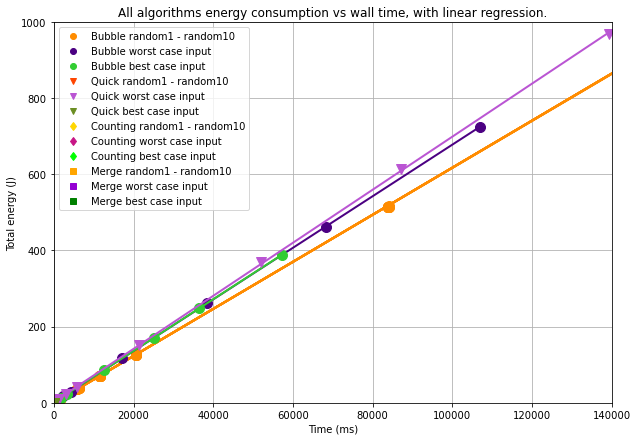 All algorithms energy consumption vs wall time, with linear regression.
1000
800
600
400
200
0
Total energy (J)
Bubble random1 - random10
Bubble worst case input
Bubble best case input
Quick random1 - random10
Quick worst case input
Quick best case input
Counting random1 - random10
Counting worst case input
Counting best case input
Merge random1 - random10
Merge worst case input
Merge best case input
0 20000 40000 60000 80000 100000 120000 140000
Time (ms)